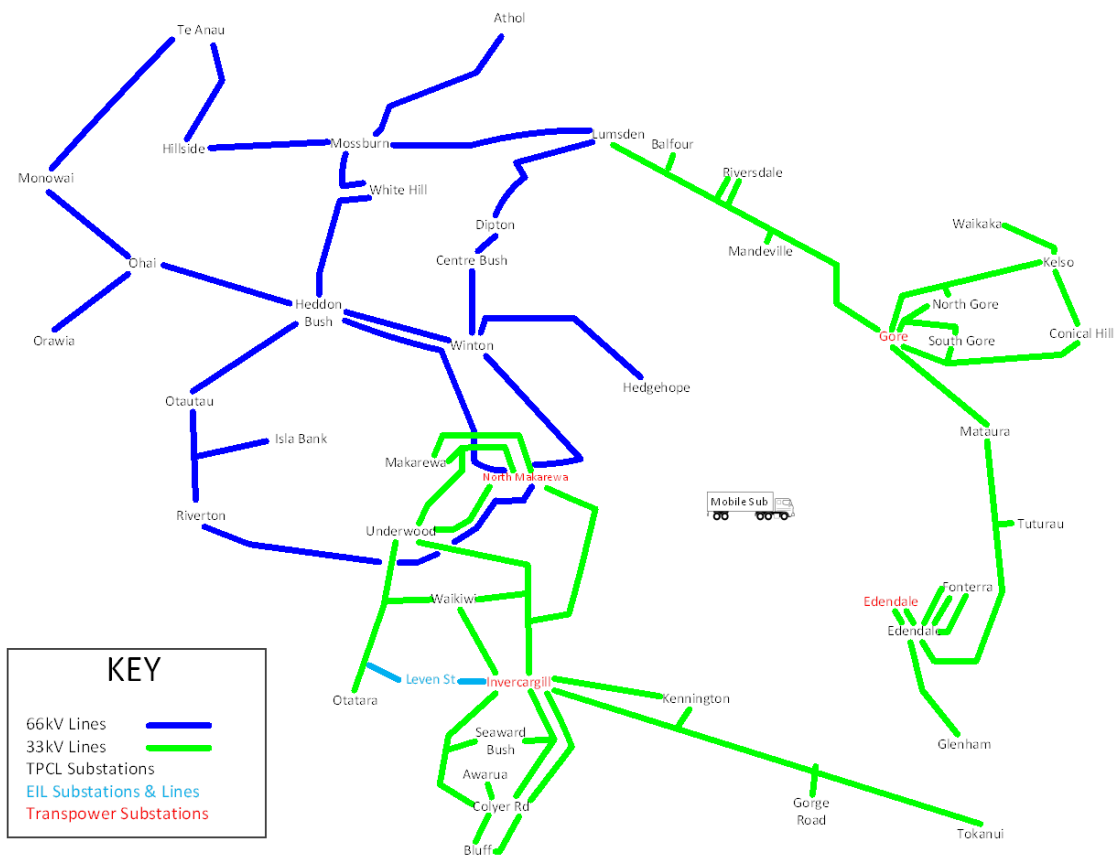 Athol
Te Anau
Lumsden
Mossburn
Balfour
Hillside
Riversdale
Monowai
White Hill
Dipton
Waikaka
Mandeville
Centre Bush
Kelso
Ohai
Heddon
Bush
North Gore
Conical Hill
Gore
South Gore
Orawia
Winton
Hedgehope
Otautau
Mataura
Isla Bank
Makarewa
North Makarewa
Mobile Sub
Riverton
Tuturau
Underwood
Fonterra
Waikiwi
Edendale
Edendale
KEY
Leven St
Invercargill
Otatara
Kennington
66kV Lines
Seaward
Bush
Glenham
33kV Lines
TPCL Substations
Awarua
EIL Substations & Lines
Colyer Rd
Gorge
Road
Transpower Substations
Tokanui
Bluff